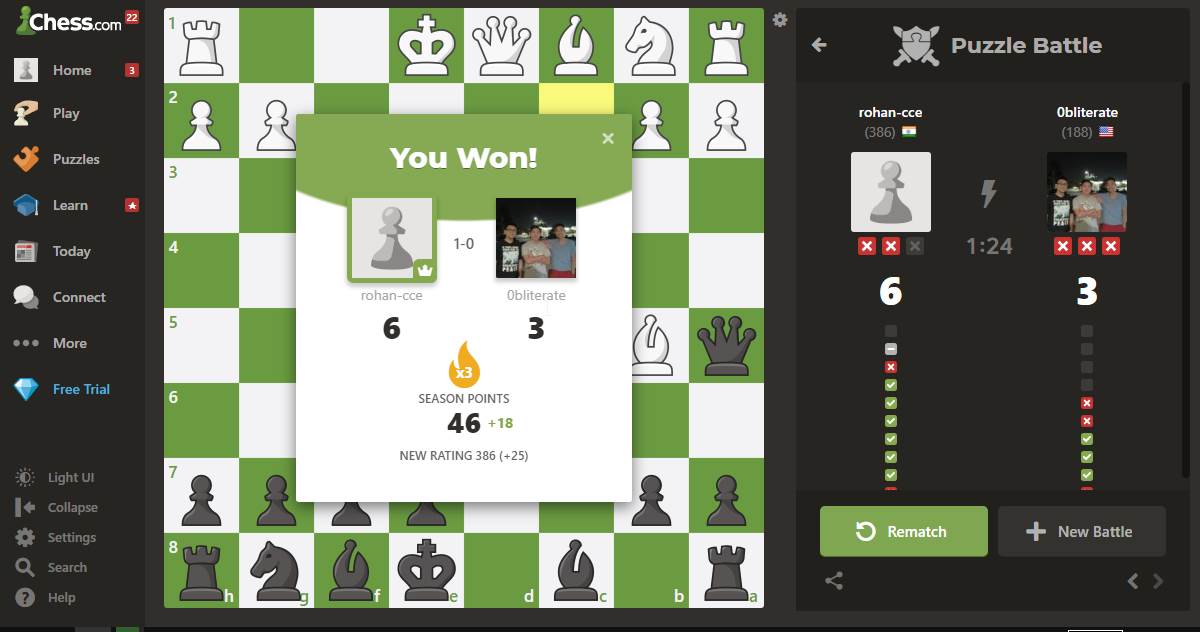 Chess.com 22
Home 3
Play
Puzzles
Learn
Today
Connect
More
Free Trial
Light UI
Collapse
Settings
Search
Help
1
2
3
4
5
6
7
8
h g f e d c b a
You Won!
1-0
rohan-cce 0bliterate
6 3
x3
SEASON POINTS
46 +18
NEW RATING 386 (+25)
Puzzle Battle
rohan-cce 0bliterate
(386) (188)
1:24
6 3
Rematch New Battle